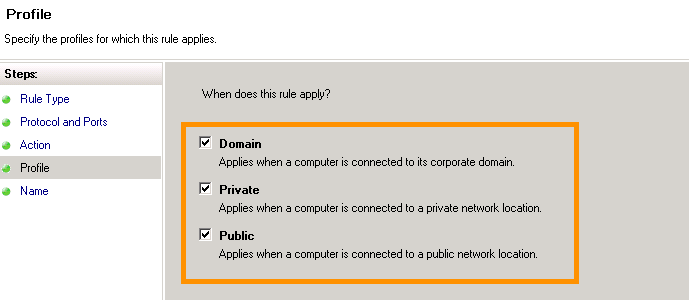 Profile
Specify the profiles for which this rule applies.
Steps:
Rule Type
Protocol and Ports
Action
Profile
Name
When does this rule apply?
Domain
Applies when a computer is connected to its corporate domain.
Private
Applies when a computer is connected to a private network location.
Public
Applies when a computer is connected to a public network location.